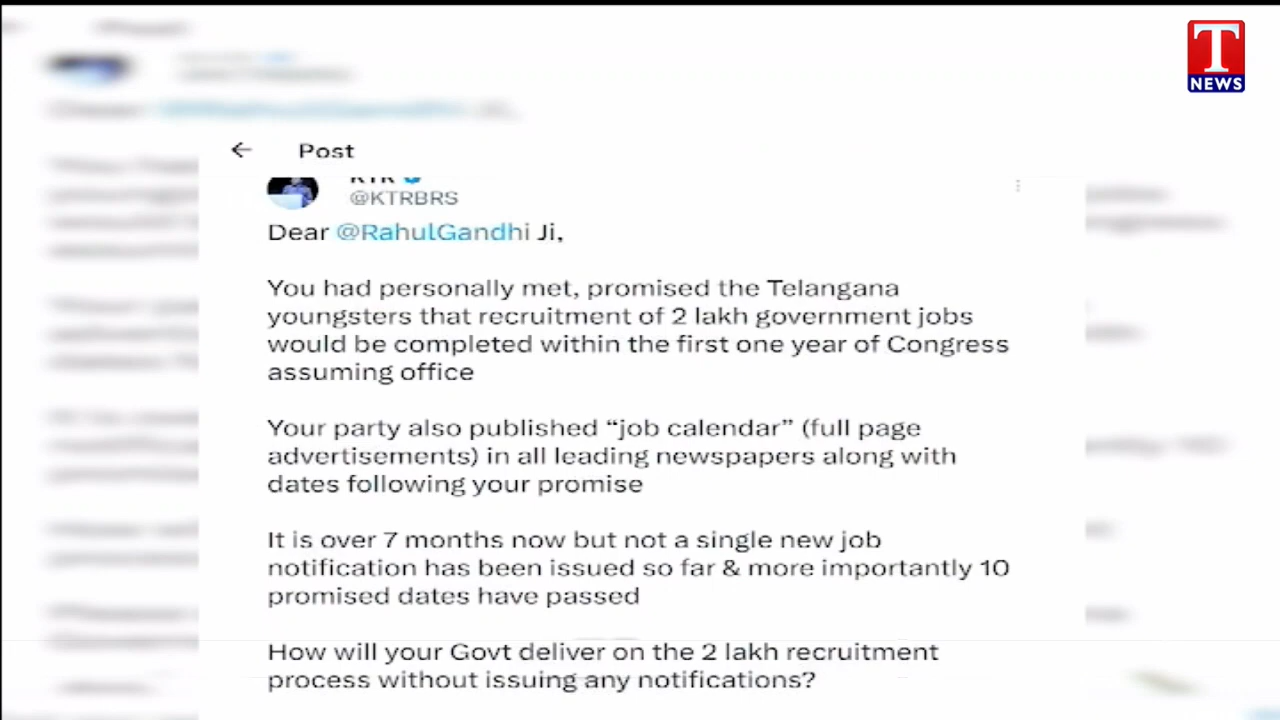 T
NEWS
Post
KTR
@KTRBRS
Dear @RahulGandhi Ji,
You had personally met, promised the Telangana
youngsters that recruitment of 2 lakh government jobs
would be completed within the first one year of Congress
assuming office
Your party also published “job calendar” (full page
advertisements) in all leading newspapers along with
dates following your promise
It is over 7 months now but not a single new job
notification has been issued so far & more importantly 10
promised dates have passed
How will your Govt deliver on the 2 lakh recruitment
process without issuing any notifications?